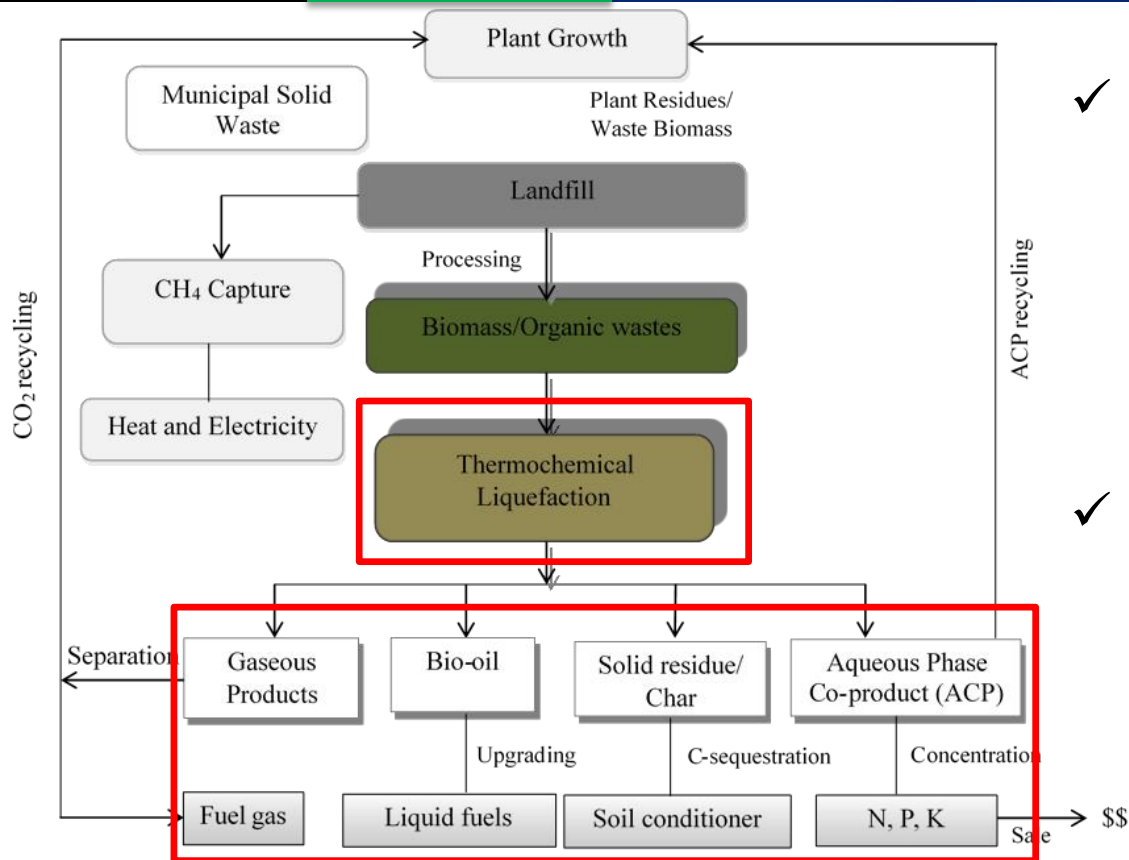 Plant Growth
Municipal Solid
Waste
Plant Residues/
Waste Biomass
Landfill
Processing
CH₄ Capture
Biomass/Organic wastes
Heat and Electricity
CO₂ recycling
ACP recycling
Thermochemical
Liquefaction
Separation
Gaseous
Products
Bio-oil
Solid residue/
Char
Aqueous Phase
Co-product (ACP)
Upgrading
C-sequestration
Concentration
Fuel gas
Liquid fuels
Soil conditioner
N, P, K
Sale
$$